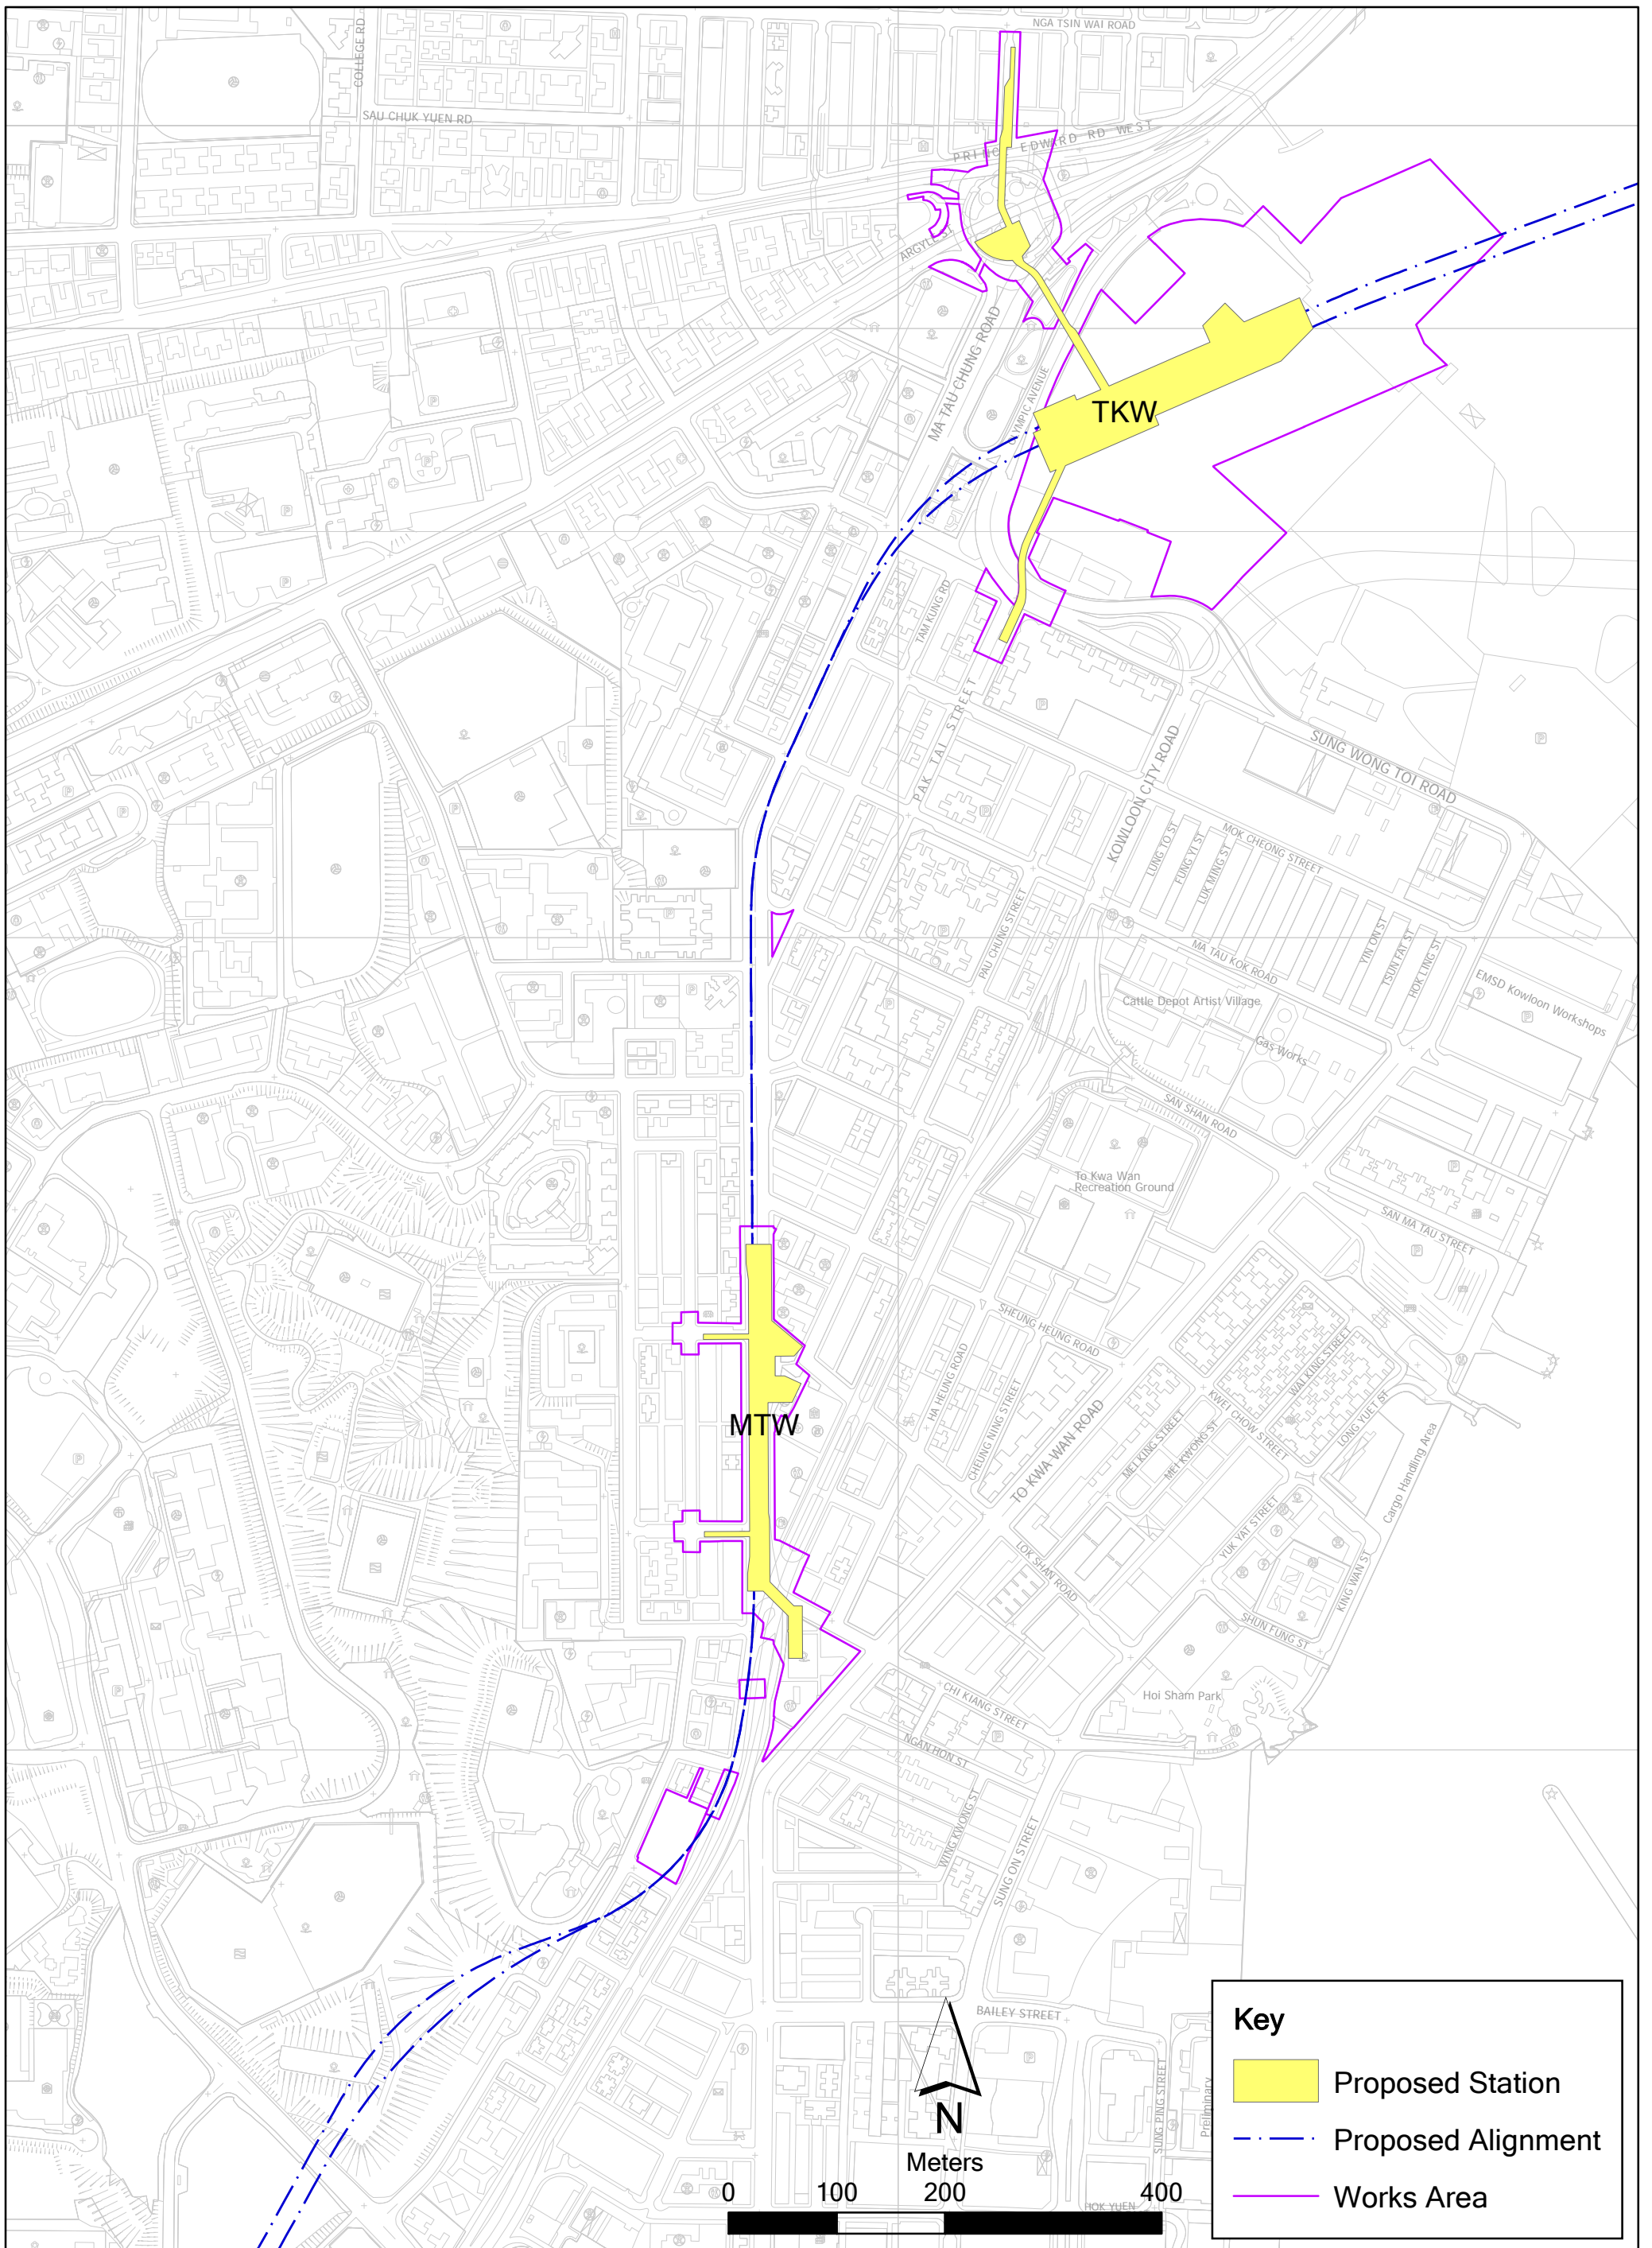 NGA TSIN WAI ROAD
COLLEGE RD
SAU CHUK YUEN RD
PRINCE EDWARD RD WEST
ARGYLE ST
MA TAU CHUNG ROAD
OLYMPIC AVENUE
TKW
TAM KUNG RD
PAK TAI STREET
KOWLOON CITY ROAD
SUNG WONG TOI ROAD
MOK CHEONG STREET
LUNG TO ST
FUNG YI ST
LUK MING ST
PAU CHUNG STREET
MA TAU KOK ROAD
YIN ON ST
TSUN FAT ST
HOK LING ST
EMSD Kowloon Workshops
Cattle Depot Artist Village
Gas Works
SAN SHAN ROAD
To Kwa Wan
Recreation Ground
SAN MA TAU STREET
SHEUNG HEUNG ROAD
HA HEUNG ROAD
CHEUNG NING STREET
TO KWA WAN ROAD
MEI KING STREET
MEI KWONG ST
KWEI CHOW STREET
WAI KING STREET
LONG YUET ST
Cargo Handling Area
MTW
LOK SHAN ROAD
YUK YAT STREET
KING WAN ST
SHUN FUNG ST
Hoi Sham Park
CHI KIANG STREET
NGAN HON ST
WING KWONG ST
SUNG ON STREET
BAILEY STREET
SUNG PING STREET
Preliminary
HOK YUEN
N
Meters
0 100 200 400
Key
Proposed Station
Proposed Alignment
Works Area